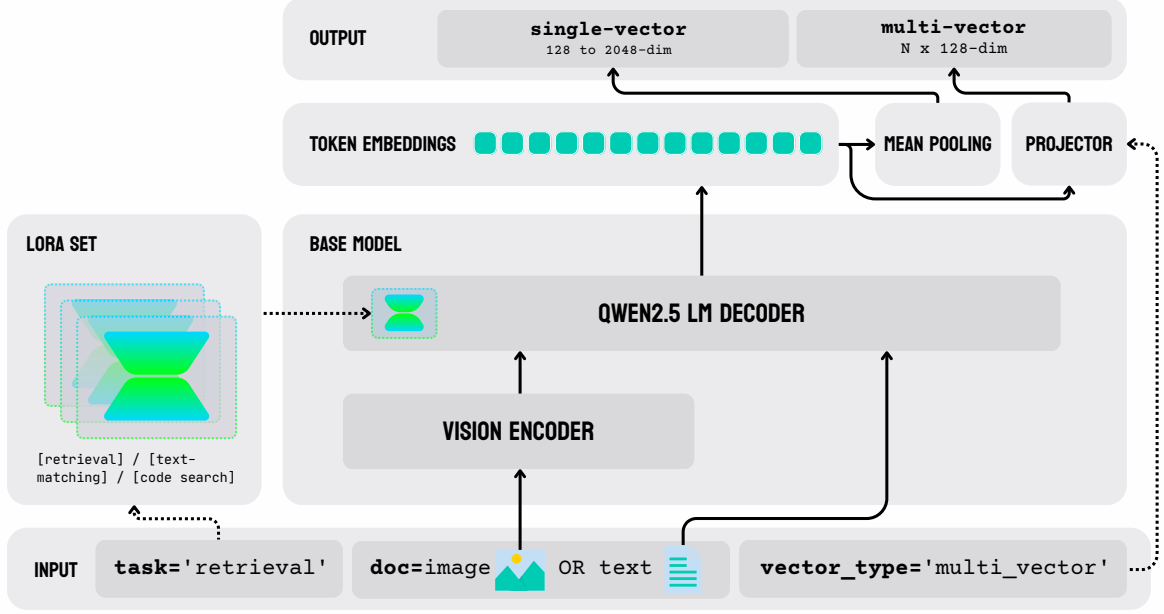 OUTPUT
single-vector
128 to 2048-dim
multi-vector
N x 128-dim
TOKEN EMBEDDINGS
MEAN POOLING
PROJECTOR
LORA SET
BASE MODEL
QWEN2.5 LM DECODER
VISION ENCODER
[retrieval] / [text-
matching] / [code search]
INPUT
task='retrieval'
doc=image OR text
vector_type='multi_vector'